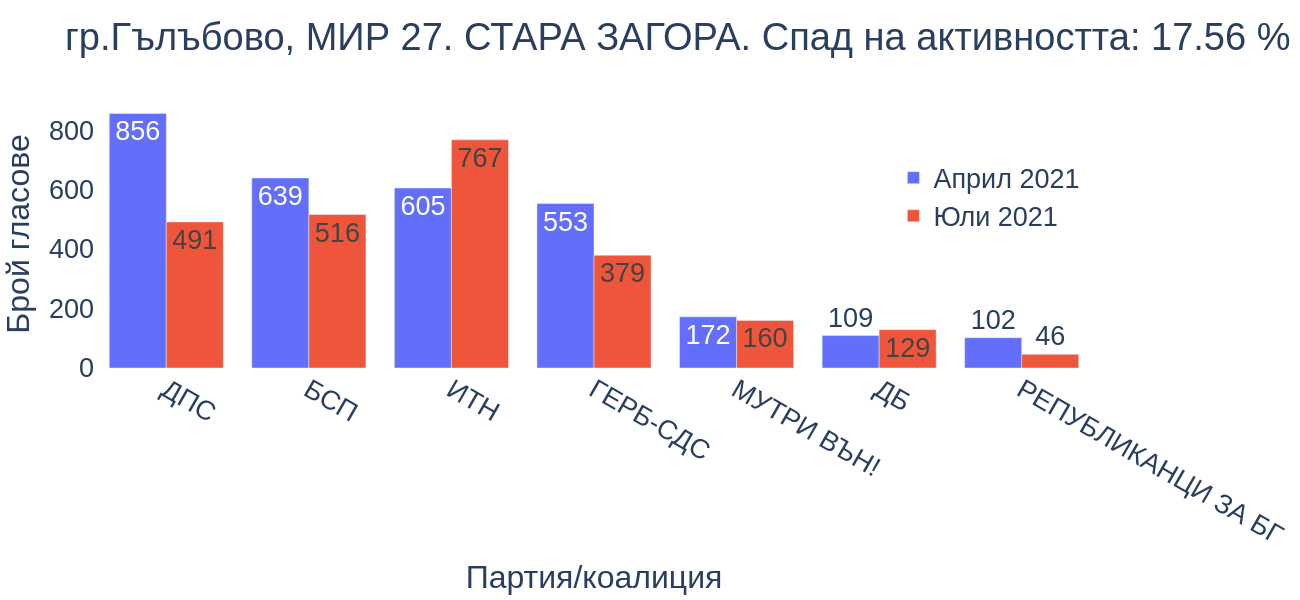 гр.Гълъбово, МИР 27. СТАРА ЗАГОРА. Спад на активността: 17.56 %
Брой гласове
800
600
400
200
0
856
491
639
516
605
767
553
379
172
160
109
129
102
46
Април 2021
Юли 2021
ДПС
БСП
ИТН
ГЕРБ-СДС
МУТРИ ВЪН!
ДБ
РЕПУБЛИКАНЦИ ЗА БГ
Партия/коалиция